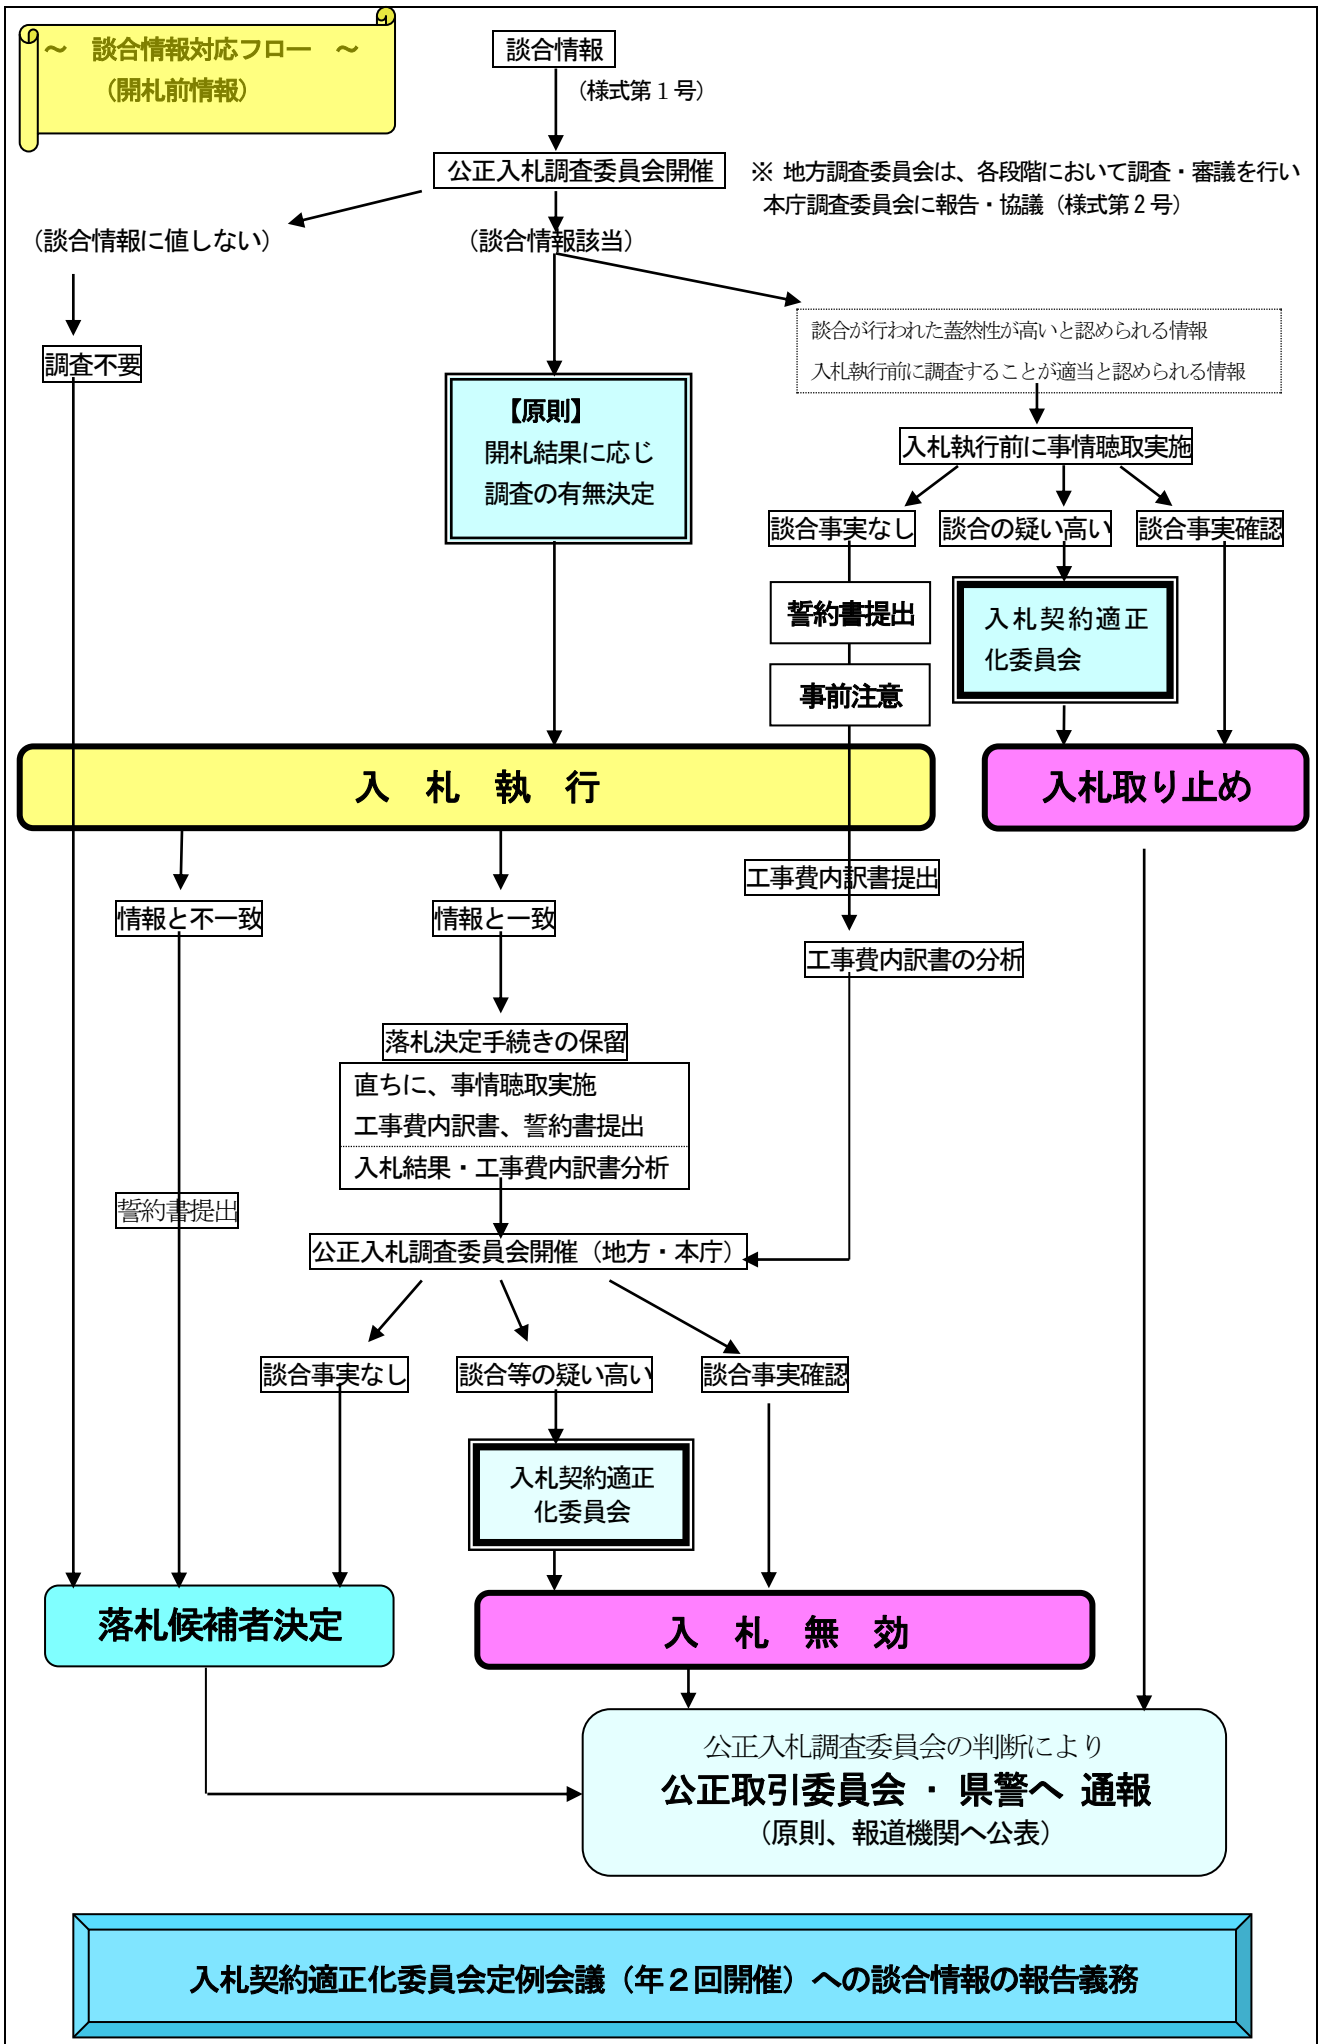 ～　談合情報対応フロー　～
（開札前情報）
談合情報
（様式第１号）
公正入札調査委員会開催
※ 地方調査委員会は、各段階において調査・審議を行い
本庁調査委員会に報告・協議（様式第２号）
（談合情報に値しない）
（談合情報該当）
談合が行われた蓋然性が高いと認められる情報
入札執行前に調査することが適当と認められる情報
調査不要
【原則】
開札結果に応じ
調査の有無決定
入札執行前に事情聴取実施
談合事実なし
談合の疑い高い
談合事実確認
誓約書提出
入札契約適正
化委員会
事前注意
入　札　執　行
入札取り止め
工事費内訳書提出
情報と不一致
情報と一致
工事費内訳書の分析
落札決定手続きの保留
直ちに、事情聴取実施
工事費内訳書、誓約書提出
入札結果・工事費内訳書分析
誓約書提出
公正入札調査委員会開催（地方・本庁）
談合事実なし
談合等の疑い高い
談合事実確認
入札契約適正
化委員会
落札候補者決定
入　札　無　効
公正入札調査委員会の判断により
公正取引委員会 ・ 県警へ 通報
（原則、報道機関へ公表）
入札契約適正化委員会定例会議（年２回開催）への談合情報の報告義務